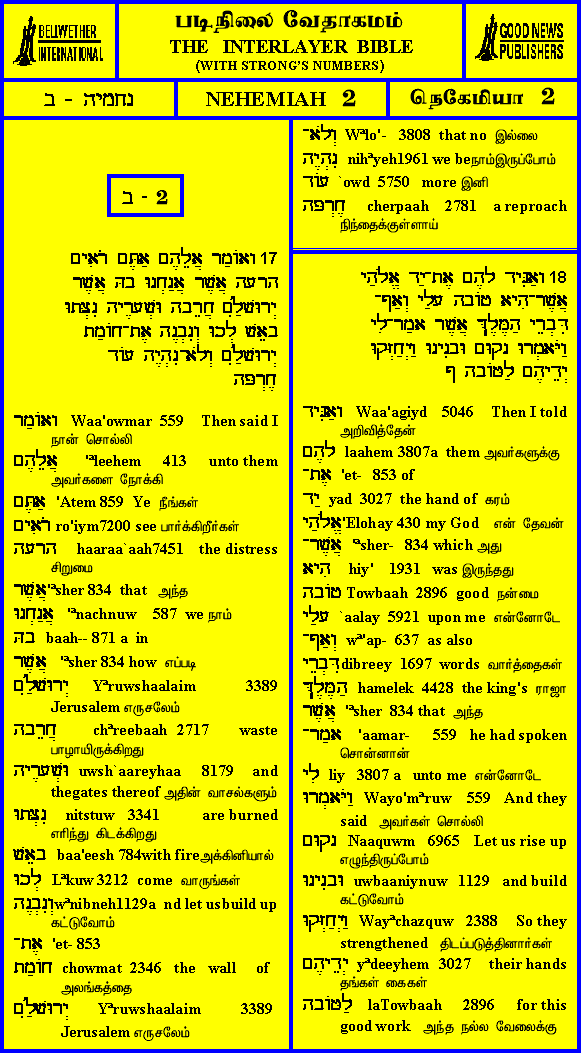 BELLWETHER
INTERNATIONAL
படிநிலை வேதாகமம்
THE INTERLAYER BIBLE
(WITH STRONG'S NUMBERS)
GOOD NEWS
PUBLISHERS
נחמיה - ב
NEHEMIAH 2
நெகேமியா 2
ב - 2
17 וָאוֹמַר אֲלֵהֶם אַתֶּם רֹאִים
הָרָעָה אֲשֶׁר אֲנַחְנוּ בָהּ אֲשֶׁר
יְרוּשָׁלִַם חֲרֵבָה וּשְׁעָרֶיהָ נִצְּתוּ
בָאֵשׁ לְכוּ וְנִבְנֶה אֶת־חוֹמַת
יְרוּשָׁלִַם וְלֹא־נִהְיֶה עוֹד
חֶרְפָּה
וָאוֹמַר Waa'owmar 559 Then said I
நான் சொல்லி
אֲלֵהֶם 'ªleehem 413 unto them
அவர்களை நோக்கி
אַתֶּם 'Atem 859 Ye நீங்கள்
רֹאִים ro'iym7200 see பார்க்கிறீர்கள்
הָרָעָה haaraa`aah7451 the distress
சிறுமை
אֲשֶׁר 'ªsher 834 that அந்த
אֲנַחְנוּ 'ªnachnuw 587 we நாம்
בָהּ baah-- 871 a in
אֲשֶׁר 'ªsher 834 how எப்படி
יְרוּשָׁלִַם Yªruwshaalaim 3389
Jerusalem எருசலேம்
חֲרֵבָה chªreebaah 2717 waste
பாழாயிருக்கிறது
וּשְׁעָרֶיהָ uwsh`aareyhaa 8179 and
thegates thereof அதின் வாசல்களும்
נִצְּתוּ nitstuw 3341 are burned
எரிந்து கிடக்கிறது
בָאֵשׁ baa'eesh 784with fireஅக்கினியால்
לְכוּ Lªkuw 3212 come வாருங்கள்
וְנִבְנֶה wªnibneh1129a nd let usbuild up
கட்டுவோம்
אֶת־ 'et- 853
חוֹמַת chowmat 2346 the wall of
அலங்கத்தை
יְרוּשָׁלִַם Yªruwshaalaim 3389
Jerusalem எருசலேம்
וְלֹא־ Wªlo'- 3808 that no இல்லை
נִהְיֶה nihªyeh1961 we beநாம்இருப்போம்
עוֹד `owd 5750 more இனி
חֶרְפָּה cherpaah 2781 a reproach
நிந்தைக்குள்ளாய்
18 וָאַגִּיד לָהֶם אֶת־יַד אֱלֹהַי
אֲשֶׁר־הִיא טוֹבָה עָלַי וְאַף־
דִּבְרֵי הַמֶּלֶךְ אֲשֶׁר אָמַר־לִי
וַיֹּאמְרוּ נָקוּם וּבָנִינוּ וַיְחַזְּקוּ
יְדֵיהֶם לַטּוֹבָה ף
וָאַגִּיד Waa'agiyd 5046 Then I told
அறிவித்தேன்
לָהֶם laahem 3807a them அவர்களுக்கு
אֶת־ 'et- 853 of
יַד yad 3027 the hand of கரம்
אֱלֹהַי 'Elohay 430 my God என் தேவன்
אֲשֶׁר־ 'ªsher- 834 which அது
הִיא hiy' 1931 was இருந்தது
טוֹבָה Towbaah 2896 good நன்மை
עָלַי `aalay 5921 upon me என்னோடே
וְאַף־ wª'ap- 637 as also
דִּבְרֵי dibreey 1697 words வார்த்தைகள்
הַמֶּלֶךְ hamelek 4428 the king's ராஜா
אֲשֶׁר 'ªsher 834 that அந்த
אָמַר־ 'aamar- 559 he had spoken
சொன்னான்
לִי liy 3807 a unto me என்னோடே
וַיֹּאמְרוּ Wayo'mªruw 559 And they
said அவர்கள் சொல்லி
נָקוּם Naaquwm 6965 Let us rise up
எழுந்திருப்போம்
וּבָנִינוּ uwbaaniynuw 1129 and build
கட்டுவோம்
וַיְחַזְּקוּ Wayªchazquw 2388 So they
strengthened திடப்படுத்தினார்கள்
יְדֵיהֶם yªdeeyhem 3027 their hands
தங்கள் கைகள்
לַטּוֹבָה laTowbaah 2896 for this
good work அந்த நல்ல வேலைக்கு